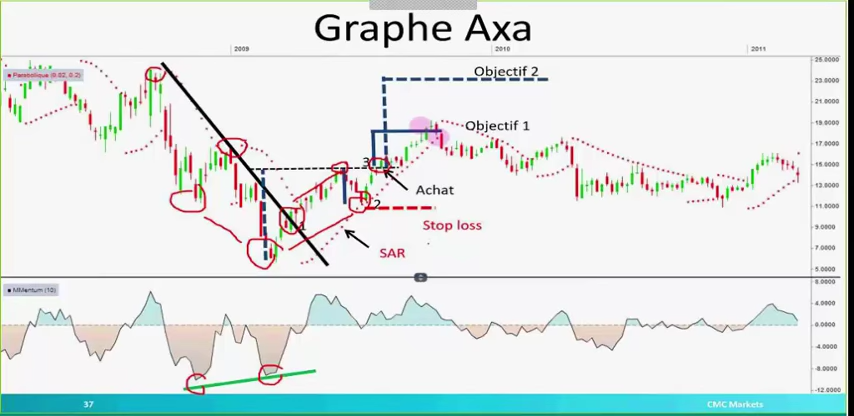 Graphe Axa
2009
2010
2011
Parabolique (0.02, 0.2)
25.0000
23.0000
21.0000
19.0000
17.0000
15.0000
13.0000
11.0000
9.0000
7.0000
5.0000
Objectif 2
Objectif 1
3
Achat
2
Stop loss
1
SAR
MMentum (10)
8.0000
4.0000
0.0000
-4.0000
-8.0000
-12.0000
37
CMC Markets